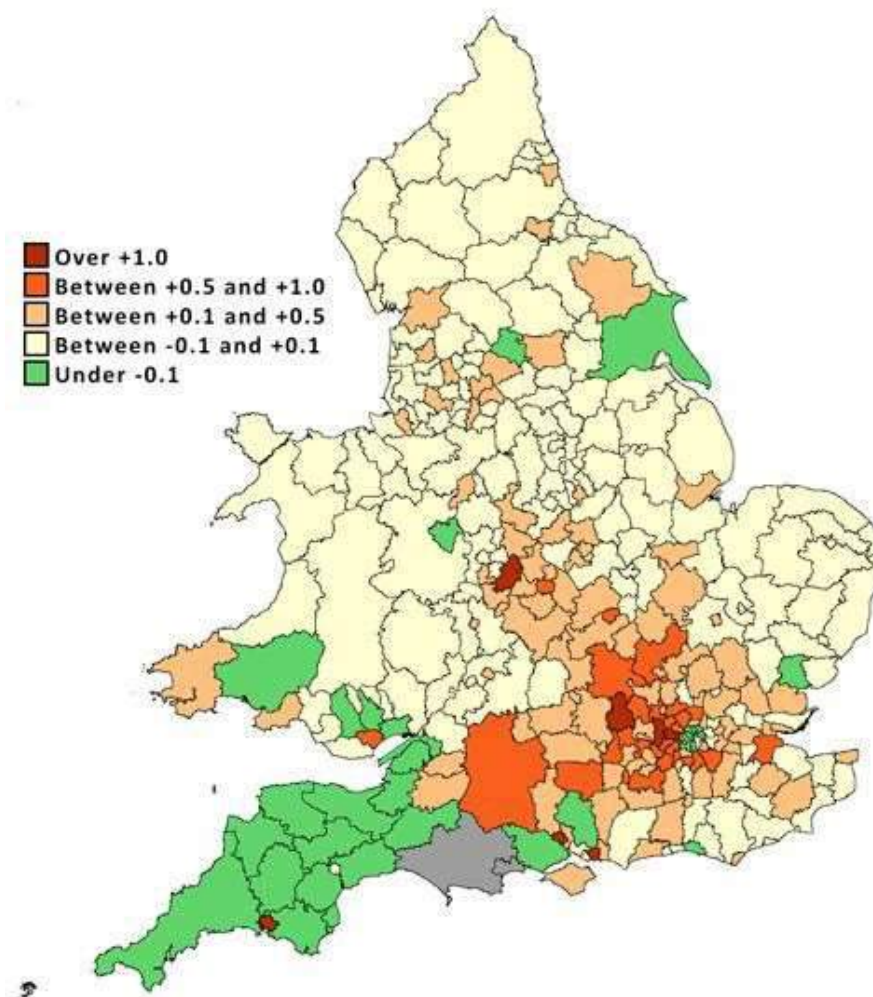 Over +1.0
Between +0.5 and +1.0
Between +0.1 and +0.5
Between -0.1 and +0.1
Under -0.1